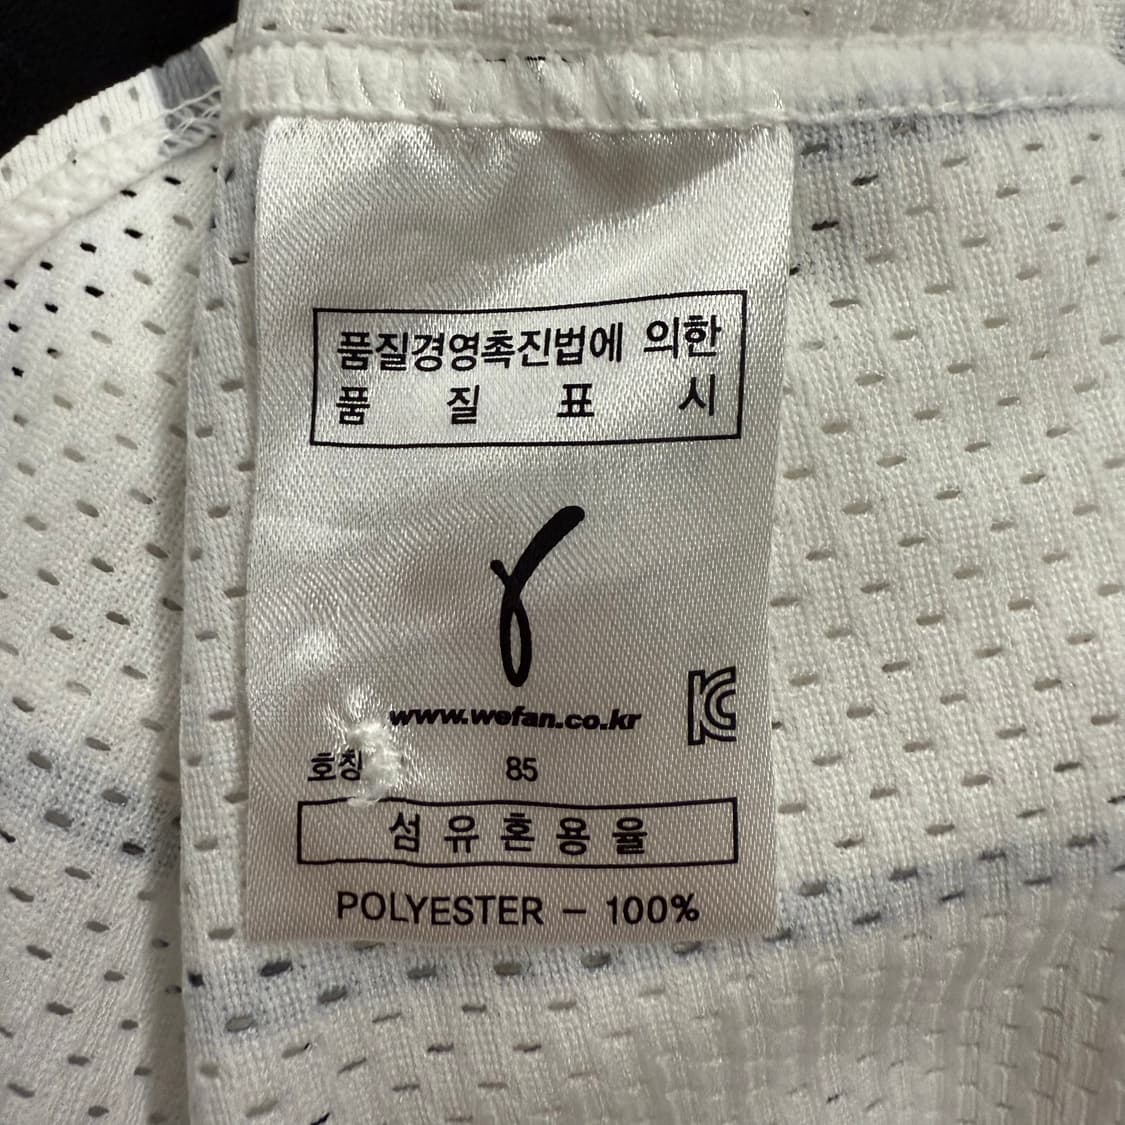 품질경영촉진법에 의한
품 질 표 시
www.wefan.co.kr
KC
호칭 85
섬 유 혼 용 율
POLYESTER - 100%